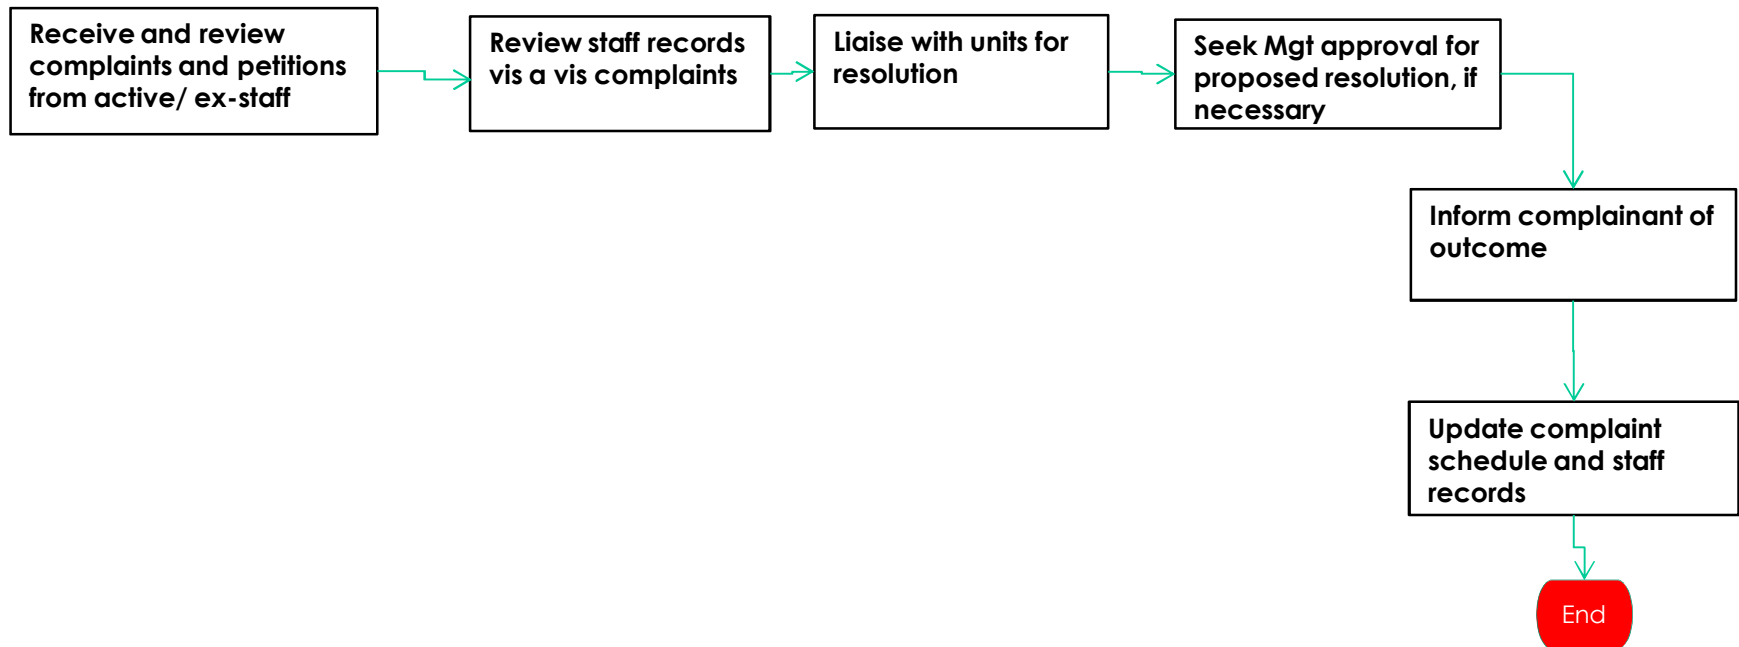 Receive and review
complaints and petitions
from active/ ex-staff
Review staff records
vis a vis complaints
Liaise with units for
resolution
Seek Mgt approval for
proposed resolution, if
necessary
Inform complainant of
outcome
Update complaint
schedule and staff
records
End